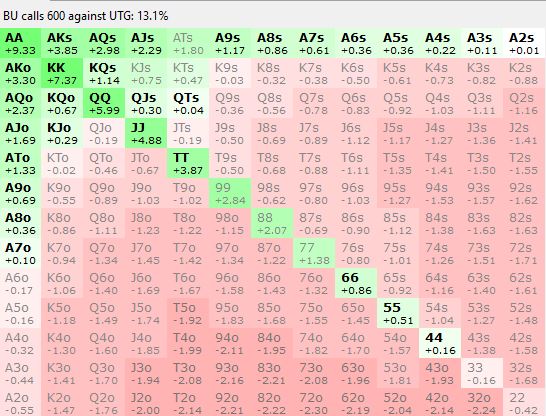 BU calls 600 against UTG: 13.1%
AA AKs AQs AJs ATs A9s A8s A7s A6s A5s A4s A3s A2s
+9.33 +3.85 +2.98 +2.29 +1.80 +1.17 +0.86 +0.61 +0.36 +0.36 +0.22 +0.11 +0.01
AKo KK KQs KJs KTs K9s K8s K7s K6s K5s K4s K3s K2s
+3.30 +7.37 +1.14 +0.75 +0.47 -0.03 -0.32 -0.38 -0.50 -0.61 -0.73 -0.82 -0.88
AQo KQo QQ QJs QTs Q9s Q8s Q7s Q6s Q5s Q4s Q3s Q2s
+2.37 +0.67 +5.99 +0.30 +0.04 -0.36 -0.56 -0.78 -0.83 -0.92 -1.03 -1.11 -1.16
AJo KJo QJo JJ JTs J9s J8s J7s J6s J5s J4s J3s J2s
+1.69 +0.29 -0.19 +4.88 -0.19 -0.50 -0.69 -0.89 -1.12 -1.17 -1.27 -1.36 -1.41
ATo KTo QTo JTo TT T9s T8s T7s T6s T5s T4s T3s T2s
+1.33 -0.02 -0.46 -0.67 +3.87 -0.50 -0.68 -0.88 -1.11 -1.35 -1.41 -1.50 -1.55
A9o K9o Q9o J9o T9o 99 98s 97s 96s 95s 94s 93s 92s
+0.69 -0.55 -0.89 -1.03 -1.02 +2.84 -0.62 -0.80 -1.03 -1.27 -1.53 -1.57 -1.62
A8o K8o Q8o J8o T8o 98o 88 87s 86s 85s 84s 83s 82s
+0.36 -0.86 -1.11 -1.23 -1.22 -1.15 +2.07 -0.69 -0.90 -1.12 -1.38 -1.63 -1.63
A7o K7o Q7o J7o T7o 97o 87o 77 76s 75s 74s 73s 72s
+0.10 -0.94 -1.34 -1.45 -1.42 -1.34 -1.22 +1.38 -0.80 -1.01 -1.26 -1.51 -1.71
A6o K6o Q6o J6o T6o 96o 86o 76o 66 65s 64s 63s 62s
-0.17 -1.06 -1.40 -1.69 -1.67 -1.58 -1.43 -1.32 +0.86 -0.92 -1.16 -1.40 -1.61
A5o K5o Q5o J5o T5o 95o 85o 75o 65o 55 54s 53s 52s
-0.16 -1.18 -1.49 -1.74 -1.92 -1.83 -1.68 -1.55 -1.45 +0.51 -1.04 -1.27 -1.48
A4o K4o Q4o J4o T4o 94o 84o 74o 64o 54o 44 43s 42s
-0.32 -1.30 -1.60 -1.85 -1.99 -2.11 -1.95 -1.82 -1.70 -1.57 +0.16 -1.38 -1.58
A3o K3o Q3o J3o T3o 93o 83o 73o 63o 53o 43o 33 32s
-0.44 -1.41 -1.70 -1.94 -2.08 -2.16 -2.21 -2.08 -1.96 -1.81 -1.93 -0.16 -1.68
A2o K2o Q2o J2o T2o 92o 82o 72o 62o 52o 42o 32o 22
-0.55 -1.47 -1.76 -2.00 -2.14 -2.21 -2.22 -2.30 -2.19 -2.04 -2.14 -2.24 -0.42